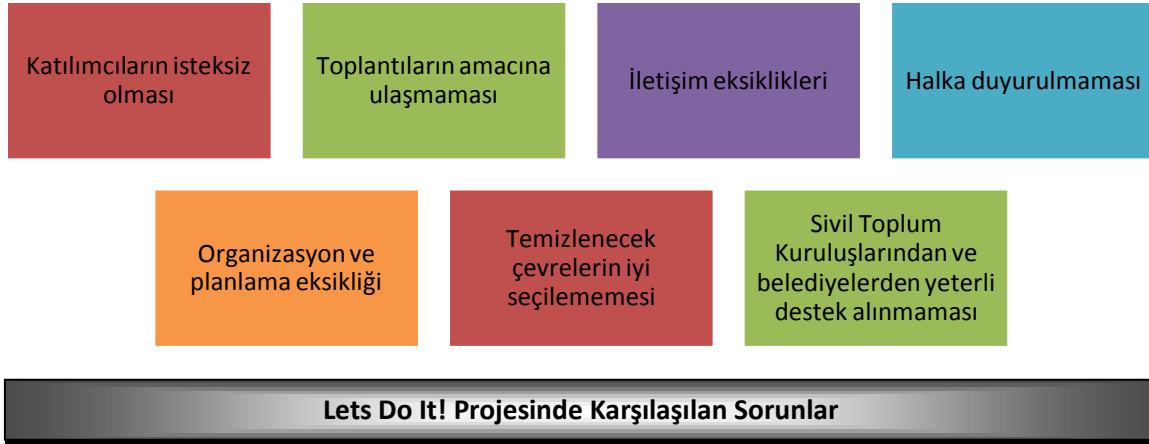 Katılımcıların isteksiz
olması
Toplantıların amacına
ulaşmaması
İletişim eksiklikleri
Halka duyurulmaması
Organizasyon ve
planlama eksikliği
Temizlenecek
çevrelerin iyi
seçilememesi
Sivil Toplum
Kuruluşlarından ve
belediyelerden yeterli
destek alınmaması
Lets Do It! Projesinde Karşılaşılan Sorunlar